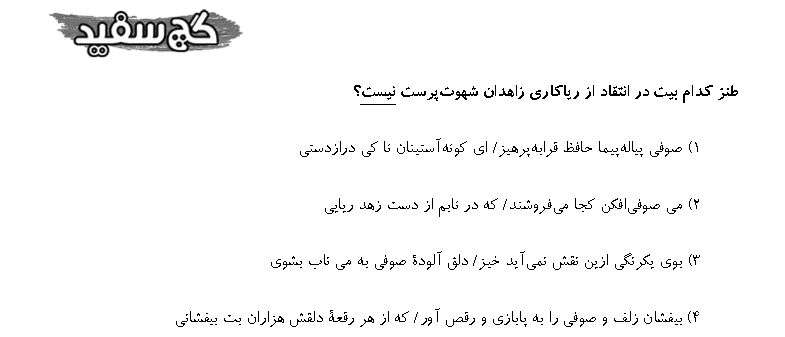 گچ سفید
طنز کدام بیت در انتقاد از ریاکاری زاهدان شهوت‌پرست نیست؟
۱) صوفی پیاله‌پیما حافظ قرابه‌پرهیز/ ای کوته‌آستینان تا کی درازدستی
۲) می صوفی‌افکن کجا می‌فروشند/ که در تابم از دست زهد ریایی
۳) بوی یکرنگی ازین نقش نمی‌آید خیز/ دلق آلودهٔ صوفی به می ناب بشوی
۴) بیفشان زلف و صوفی را به پابازی و رقص آور/ که از هر رقعهٔ دلقش هزاران بت بیفشانی